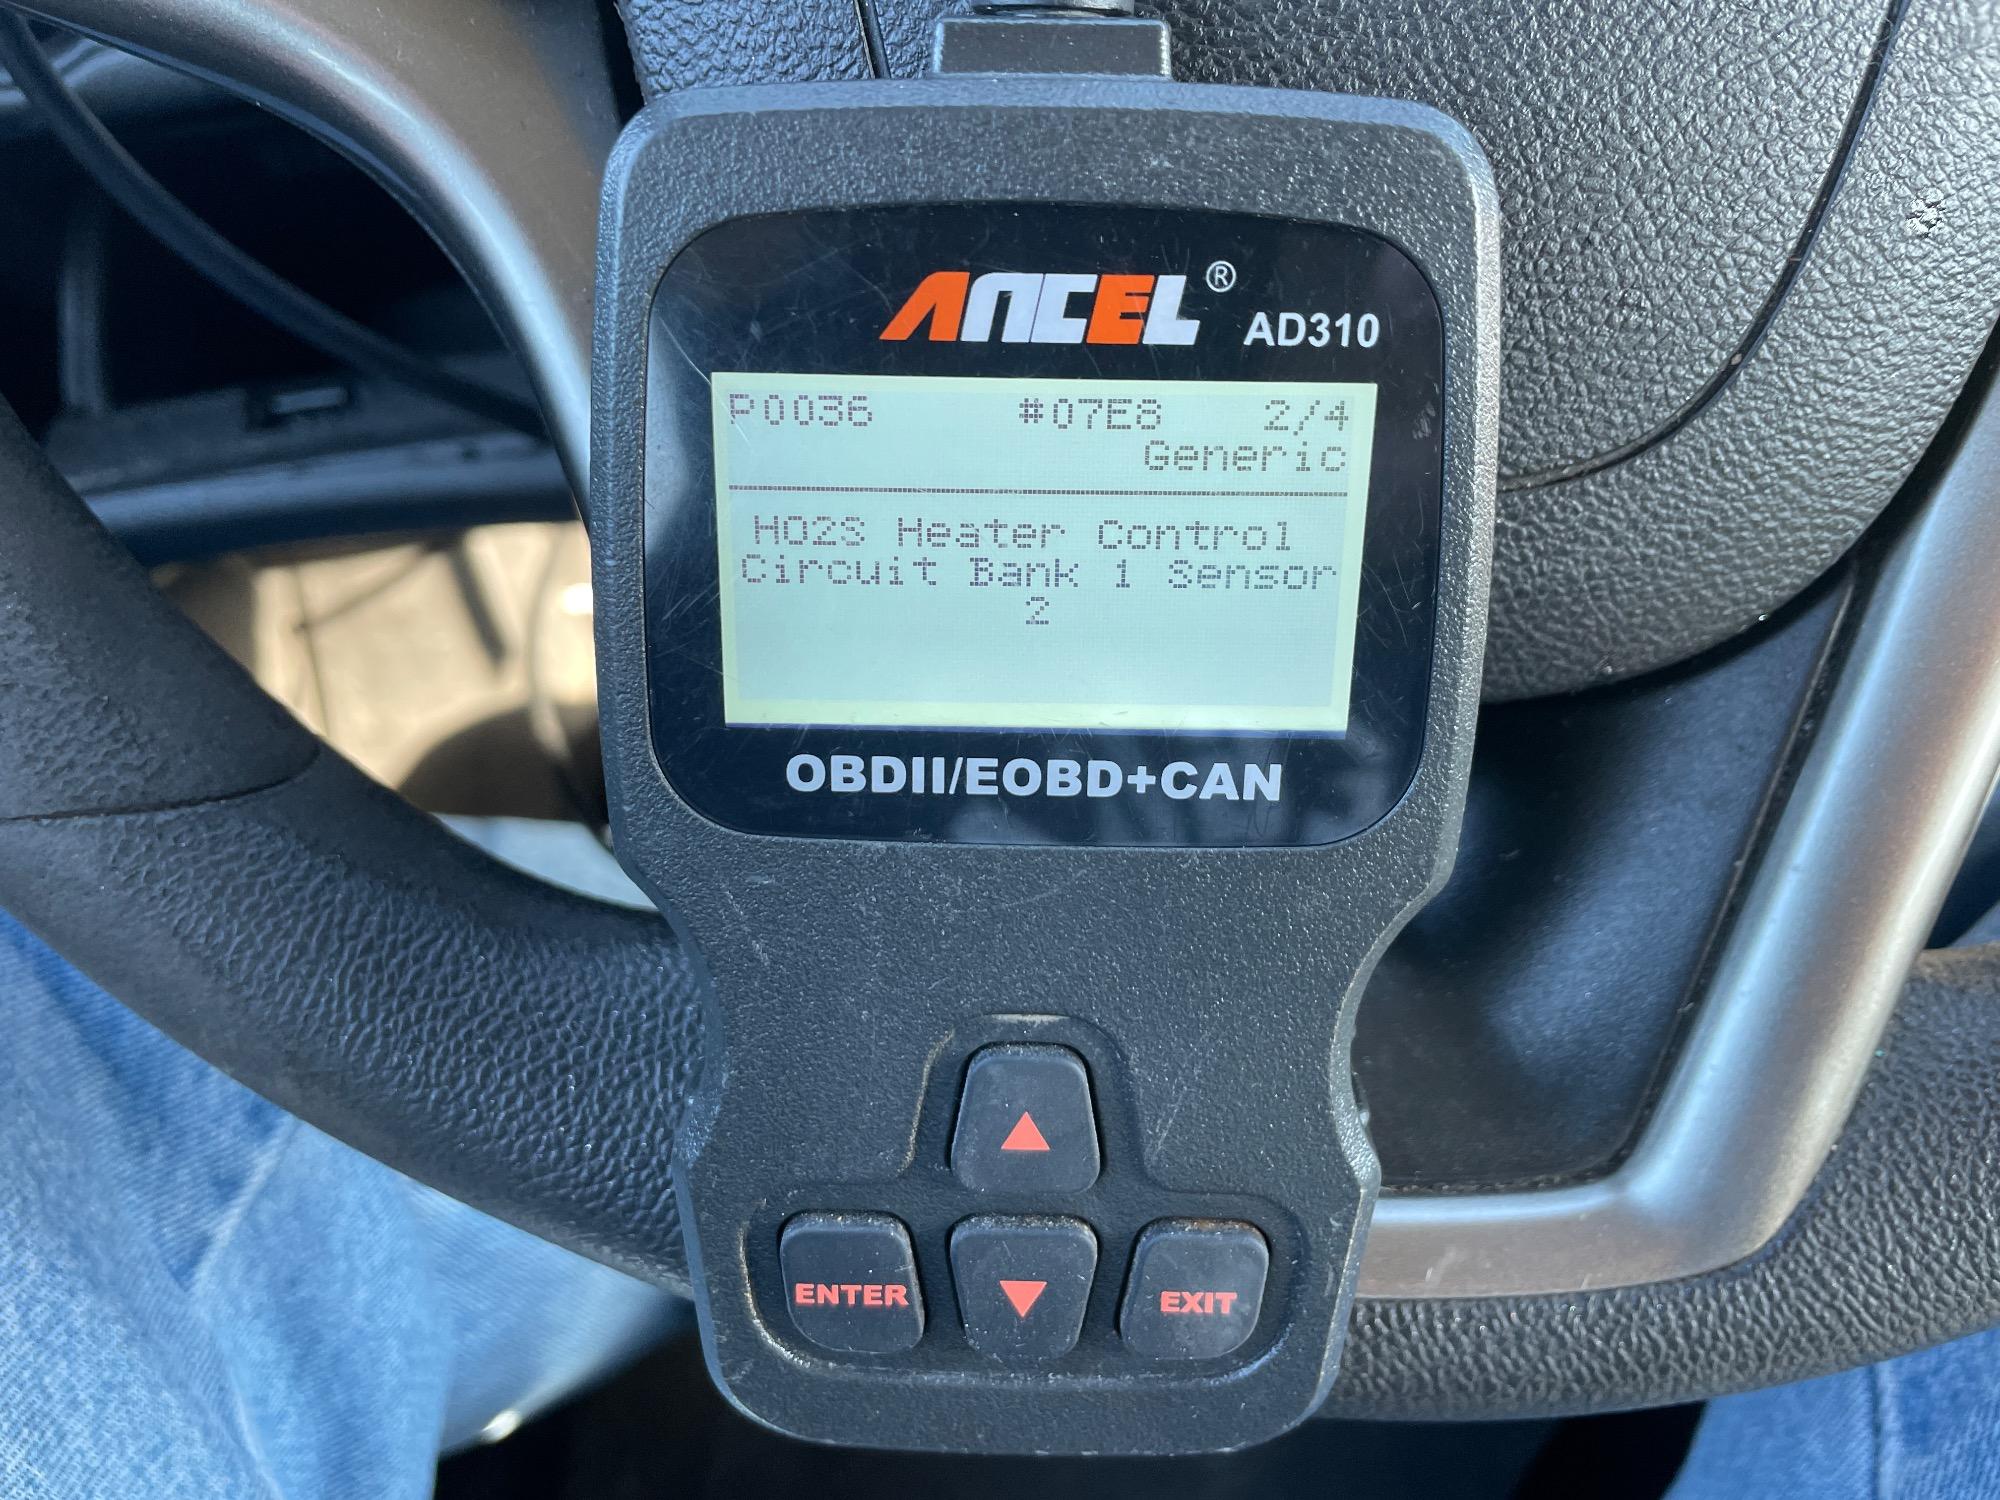 ANCEL®
AD310
P0036 #07E8 2/4
Generic
HO2S Heater Control
Circuit Bank 1 Sensor
2
OBDII/EOBD+CAN
ENTER
EXIT